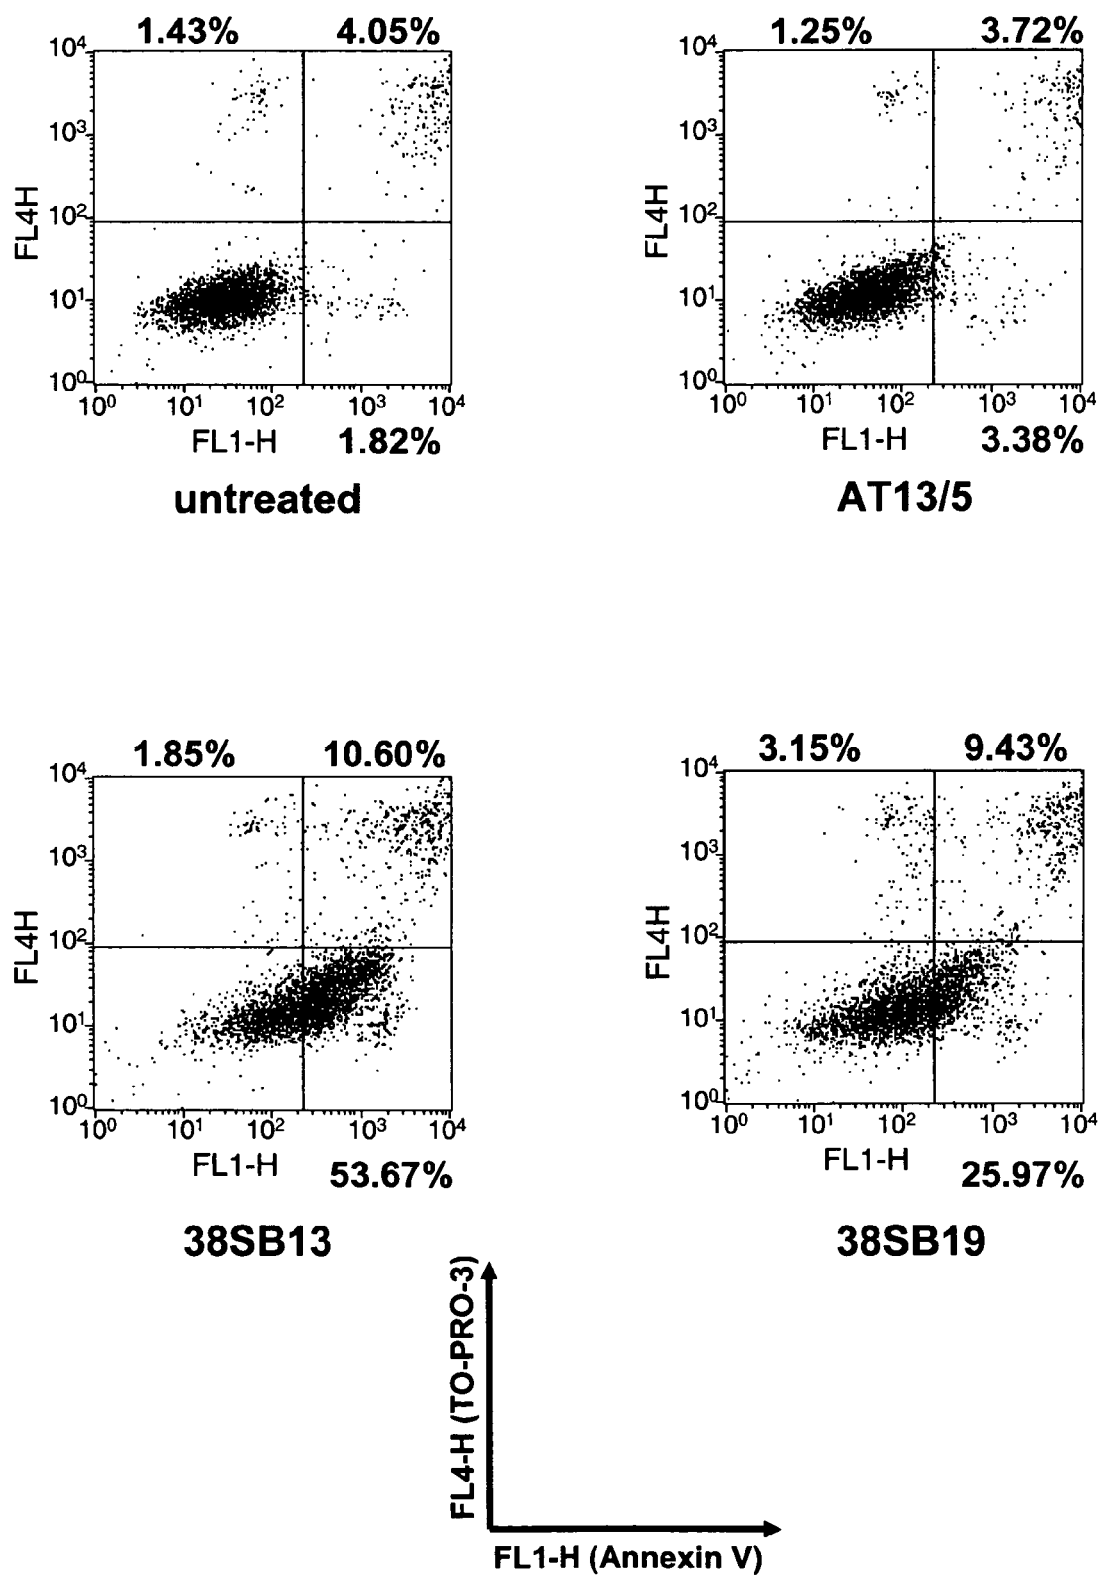 1.43% 4.05%
10⁴
10³
10²
10¹
10⁰
FL4H
10⁰ 10¹ 10² 10³ 10⁴
FL1-H 1.82%
untreated
1.25% 3.72%
10⁴
10³
10²
10¹
10⁰
FL4H
10⁰ 10¹ 10² 10³ 10⁴
FL1-H 3.38%
AT13/5
1.85% 10.60%
10⁴
10³
10²
10¹
10⁰
FL4H
10⁰ 10¹ 10² 10³ 10⁴
FL1-H 53.67%
38SB13
3.15% 9.43%
10⁴
10³
10²
10¹
10⁰
FL4H
10⁰ 10¹ 10² 10³ 10⁴
FL1-H 25.97%
38SB19
FL4-H (TO-PRO-3)
FL1-H (Annexin V)